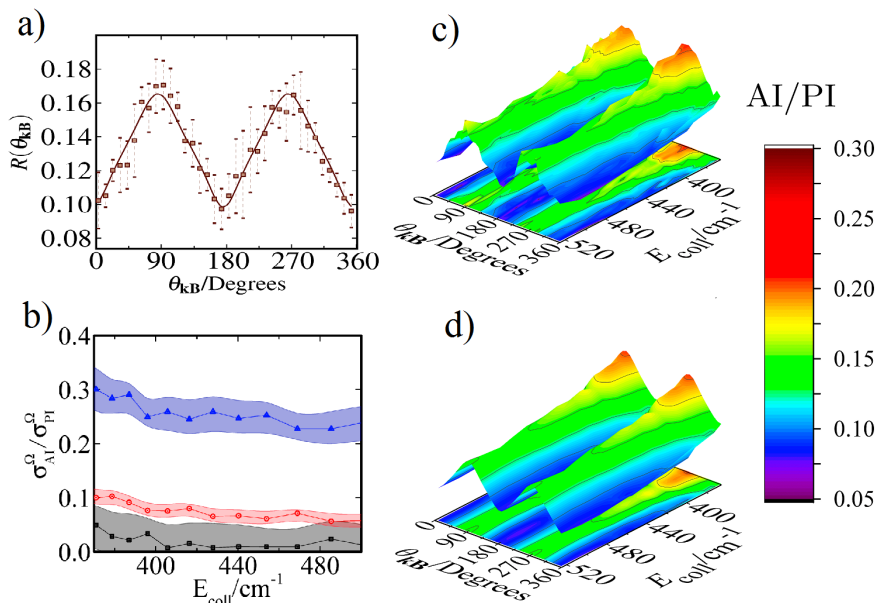 a)
R(θkB)
0.18
0.16
0.14
0.12
0.10
0.08
0 90 180 270 360
θkB/Degrees
b)
σΩAI/σΩPI
0.4
0.3
0.2
0.1
0.0
400 440 480
Ecoll/cm-1
c)
0
90
180
270
360
θkB/Degrees
520
480
440
400
Ecoll/cm-1
d)
0
90
180
270
360
θkB/Degrees
520
480
440
400
Ecoll/cm-1
AI/PI
0.30
0.25
0.20
0.15
0.10
0.05